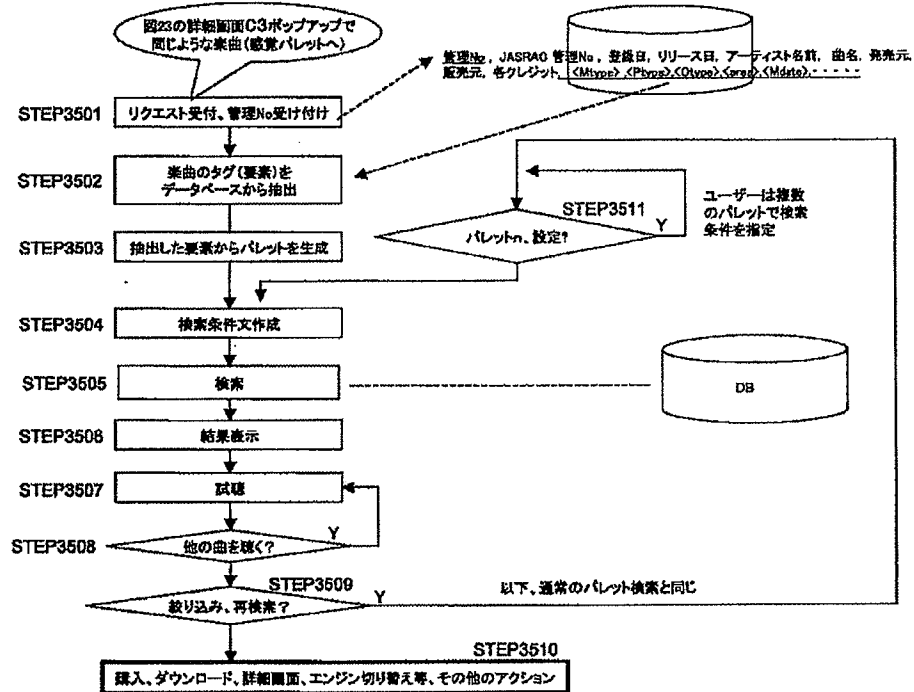 図23の詳細画面C3ポップアップで
同じような楽曲(感覚パレットへ)
管理No, JASRAC 管理No, 登録日, リリース日, アーティスト名前, 曲名, 発売元,
販売元, 各クレジット, <Mtype>,<Ptype>,<Otype>,<prec>,<Mdate>,-----
STEP3501
リクエスト受付、管理No受け付け
STEP3502
楽曲のタグ(要素)を
データベースから抽出
STEP3511
Y
ユーザーは複数
のパレットで検索
条件を指定
パレットn、設定?
STEP3503
抽出した要素からパレットを生成
STEP3504
検索条件文作成
STEP3505
検索
DB
STEP3506
結果表示
STEP3507
試聴
STEP3508
他の曲を聴く?
Y
STEP3509
絞り込み、再検索?
Y
以下、通常のパレット検索と同じ
STEP3510
購入、ダウンロード、詳細画面、エンジン切り替え等、その他のアクション